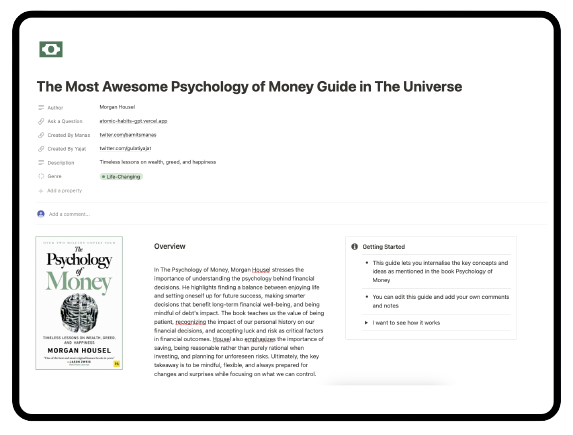 The Most Awesome Psychology of Money Guide in The Universe
Author Morgan Housel
Ask a Question atomic-habits-gpt.vercel.app
Created By Manas twiter.com/barnitsmanas
Created By Yajat twitter.com/gulatiyajat
Description Timeless lessons on wealth, greed, and happiness
Genre Life-Changing
Add a property
Add a comment...
The
Psychology
of
Money
TIMELESS LESSONS ON WEALTH, GREED,
AND HAPPINESS
MORGAN HOUSEL
Overview
In The Psychology of Money, Morgan Housel stresses the
importance of understanding the psychology behind financial
decisions. He highlights finding a balance between enjoying life
and setting oneself up for future success, making smarter
decisions that benefit long-term financial well-being, and being
mindful of debt's impact. The book teaches us the value of being
patient, recognizing the impact of our personal history on our
financial decisions, and accepting luck and risk as critical factors
in financial outcomes. Housel also emphasizes the importance of
saving, being reasonable rather than purely rational when
investing, and planning for unforeseen risks. Ultimately, the key
takeaway is to be mindful, flexible, and always prepared for
changes and surprises while focusing on what we can control.
Getting Started
This guide lets you internalise the key concepts and
ideas as mentioned in the book Psychology of
Money
You can edit this guide and add your own comments
and notes
I want to see how it works